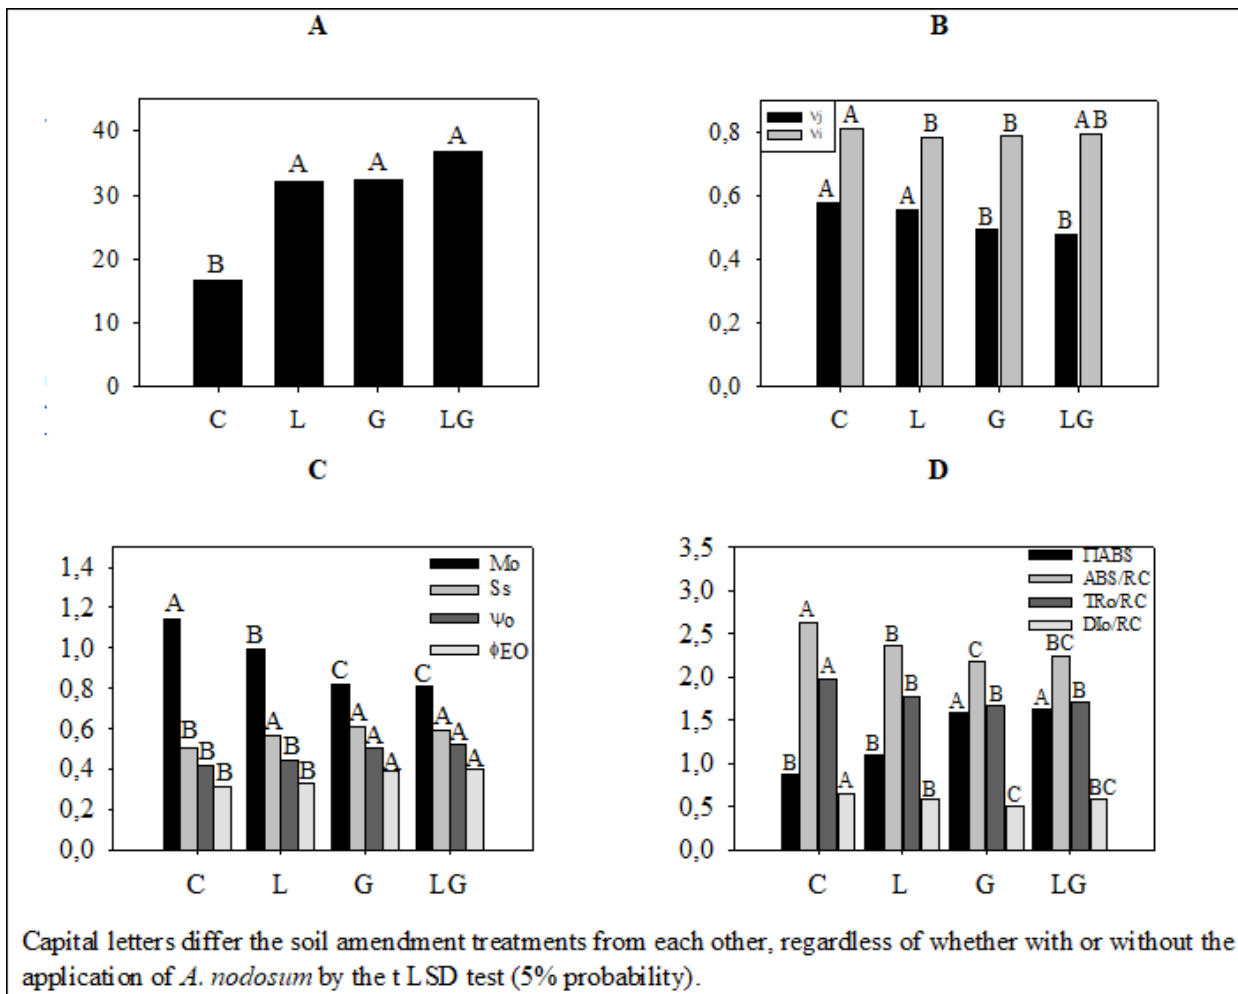 A
40
30
20
10
0
B
A
A
A
C
L
G
LG
B
vj
vi
0,8
0,6
0,4
0,2
0,0
A
A
A
B
B
B
B
AB
C
L
G
LG
C
1,4
1,2
1,0
0,8
0,6
0,4
0,2
0,0
Mo
Ss
ψo
ϕEO
A
B
B
B
B
A
B
B
C
A
A
A
C
A
A
A
C
L
G
LG
D
3,5
3,0
2,5
2,0
1,5
1,0
0,5
0,0
ΠABS
ABS/RC
TRo/RC
DIo/RC
B
A
A
A
B
B
B
B
A
C
B
C
A
BC
B
BC
C
L
G
LG
Capital letters differ the soil amendment treatments from each other, regardless of whether with or without the
application of A. nodosum by the t LSD test (5% probability).